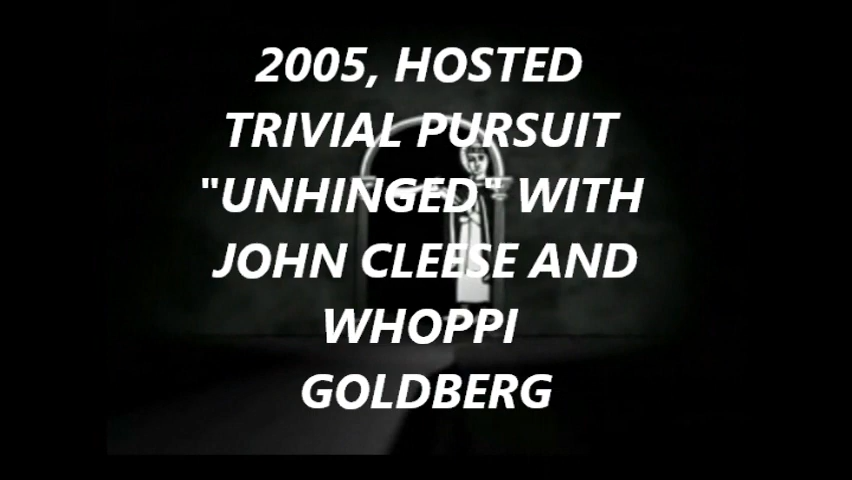 2005, HOSTED
TRIVIAL PURSUIT
"UNHINGED" WITH
JOHN CLEESE AND
WHOPPI
GOLDBERG